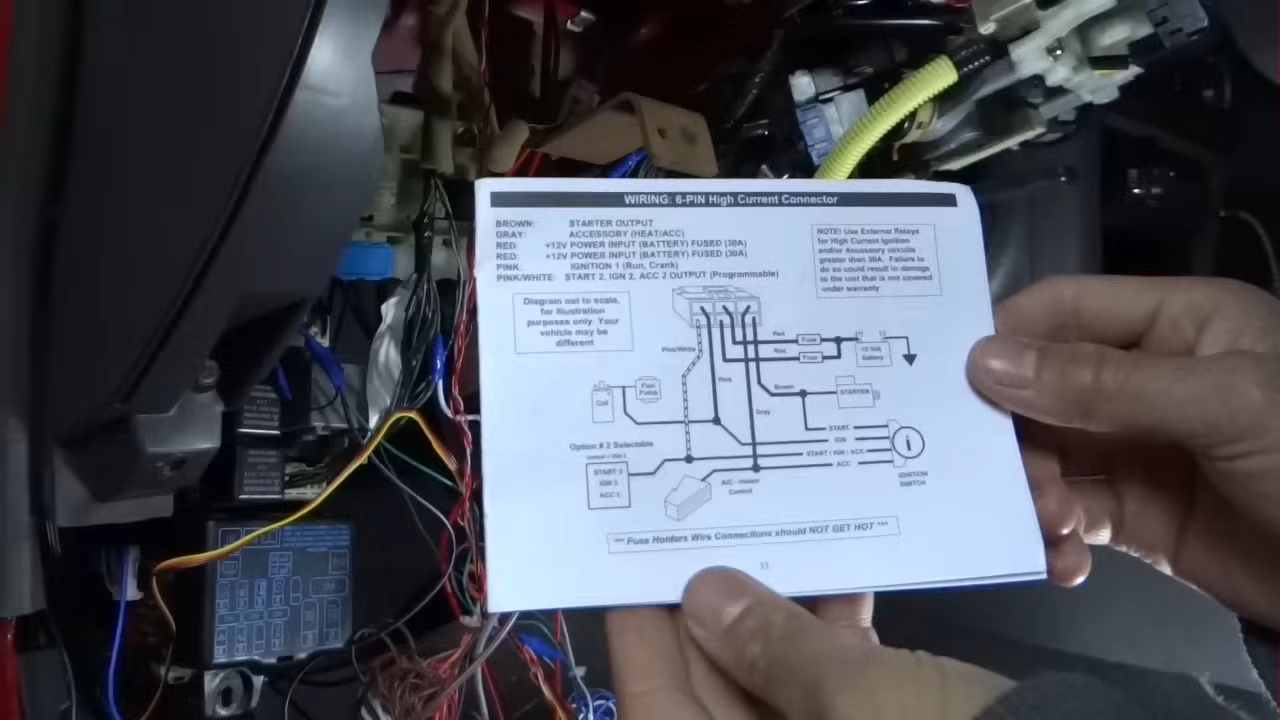 WIRING: 6-PIN High Current Connector
BROWN: STARTER OUTPUT
GRAY: ACCESSORY (HEAT/ACC)
RED: +12V POWER INPUT (BATTERY) FUSED (30A)
RED: +12V POWER INPUT (BATTERY) FUSED (30A)
PINK: IGNITION 1 (Run, Crank)
PINK/WHITE: START 2, IGN 2, ACC 2 OUTPUT (Programmable)
NOTE! Use External Relays
for High Current Ignition
and/or Accessory circuits
greater than 30A. Failure to
do so could result in damage
to the unit that is not covered
under warranty
Diagram not to scale,
for illustration
purposes only. Your
vehicle may be
different
Pink/White
Red
Fuse
Red
Fuse
(+) (-)
12 Volt
Battery
Pink
Brown
STARTER
Gray
Coil
Fuel
Pump
START
IGN
START / IGN / ACC
ACC
IGNITION
SWITCH
Option # 2 Selectable
START 2
IGN 2
ACC 2
A/C - Heater
Control
*** Fuse Holders Wire Connections should NOT GET HOT ***
33